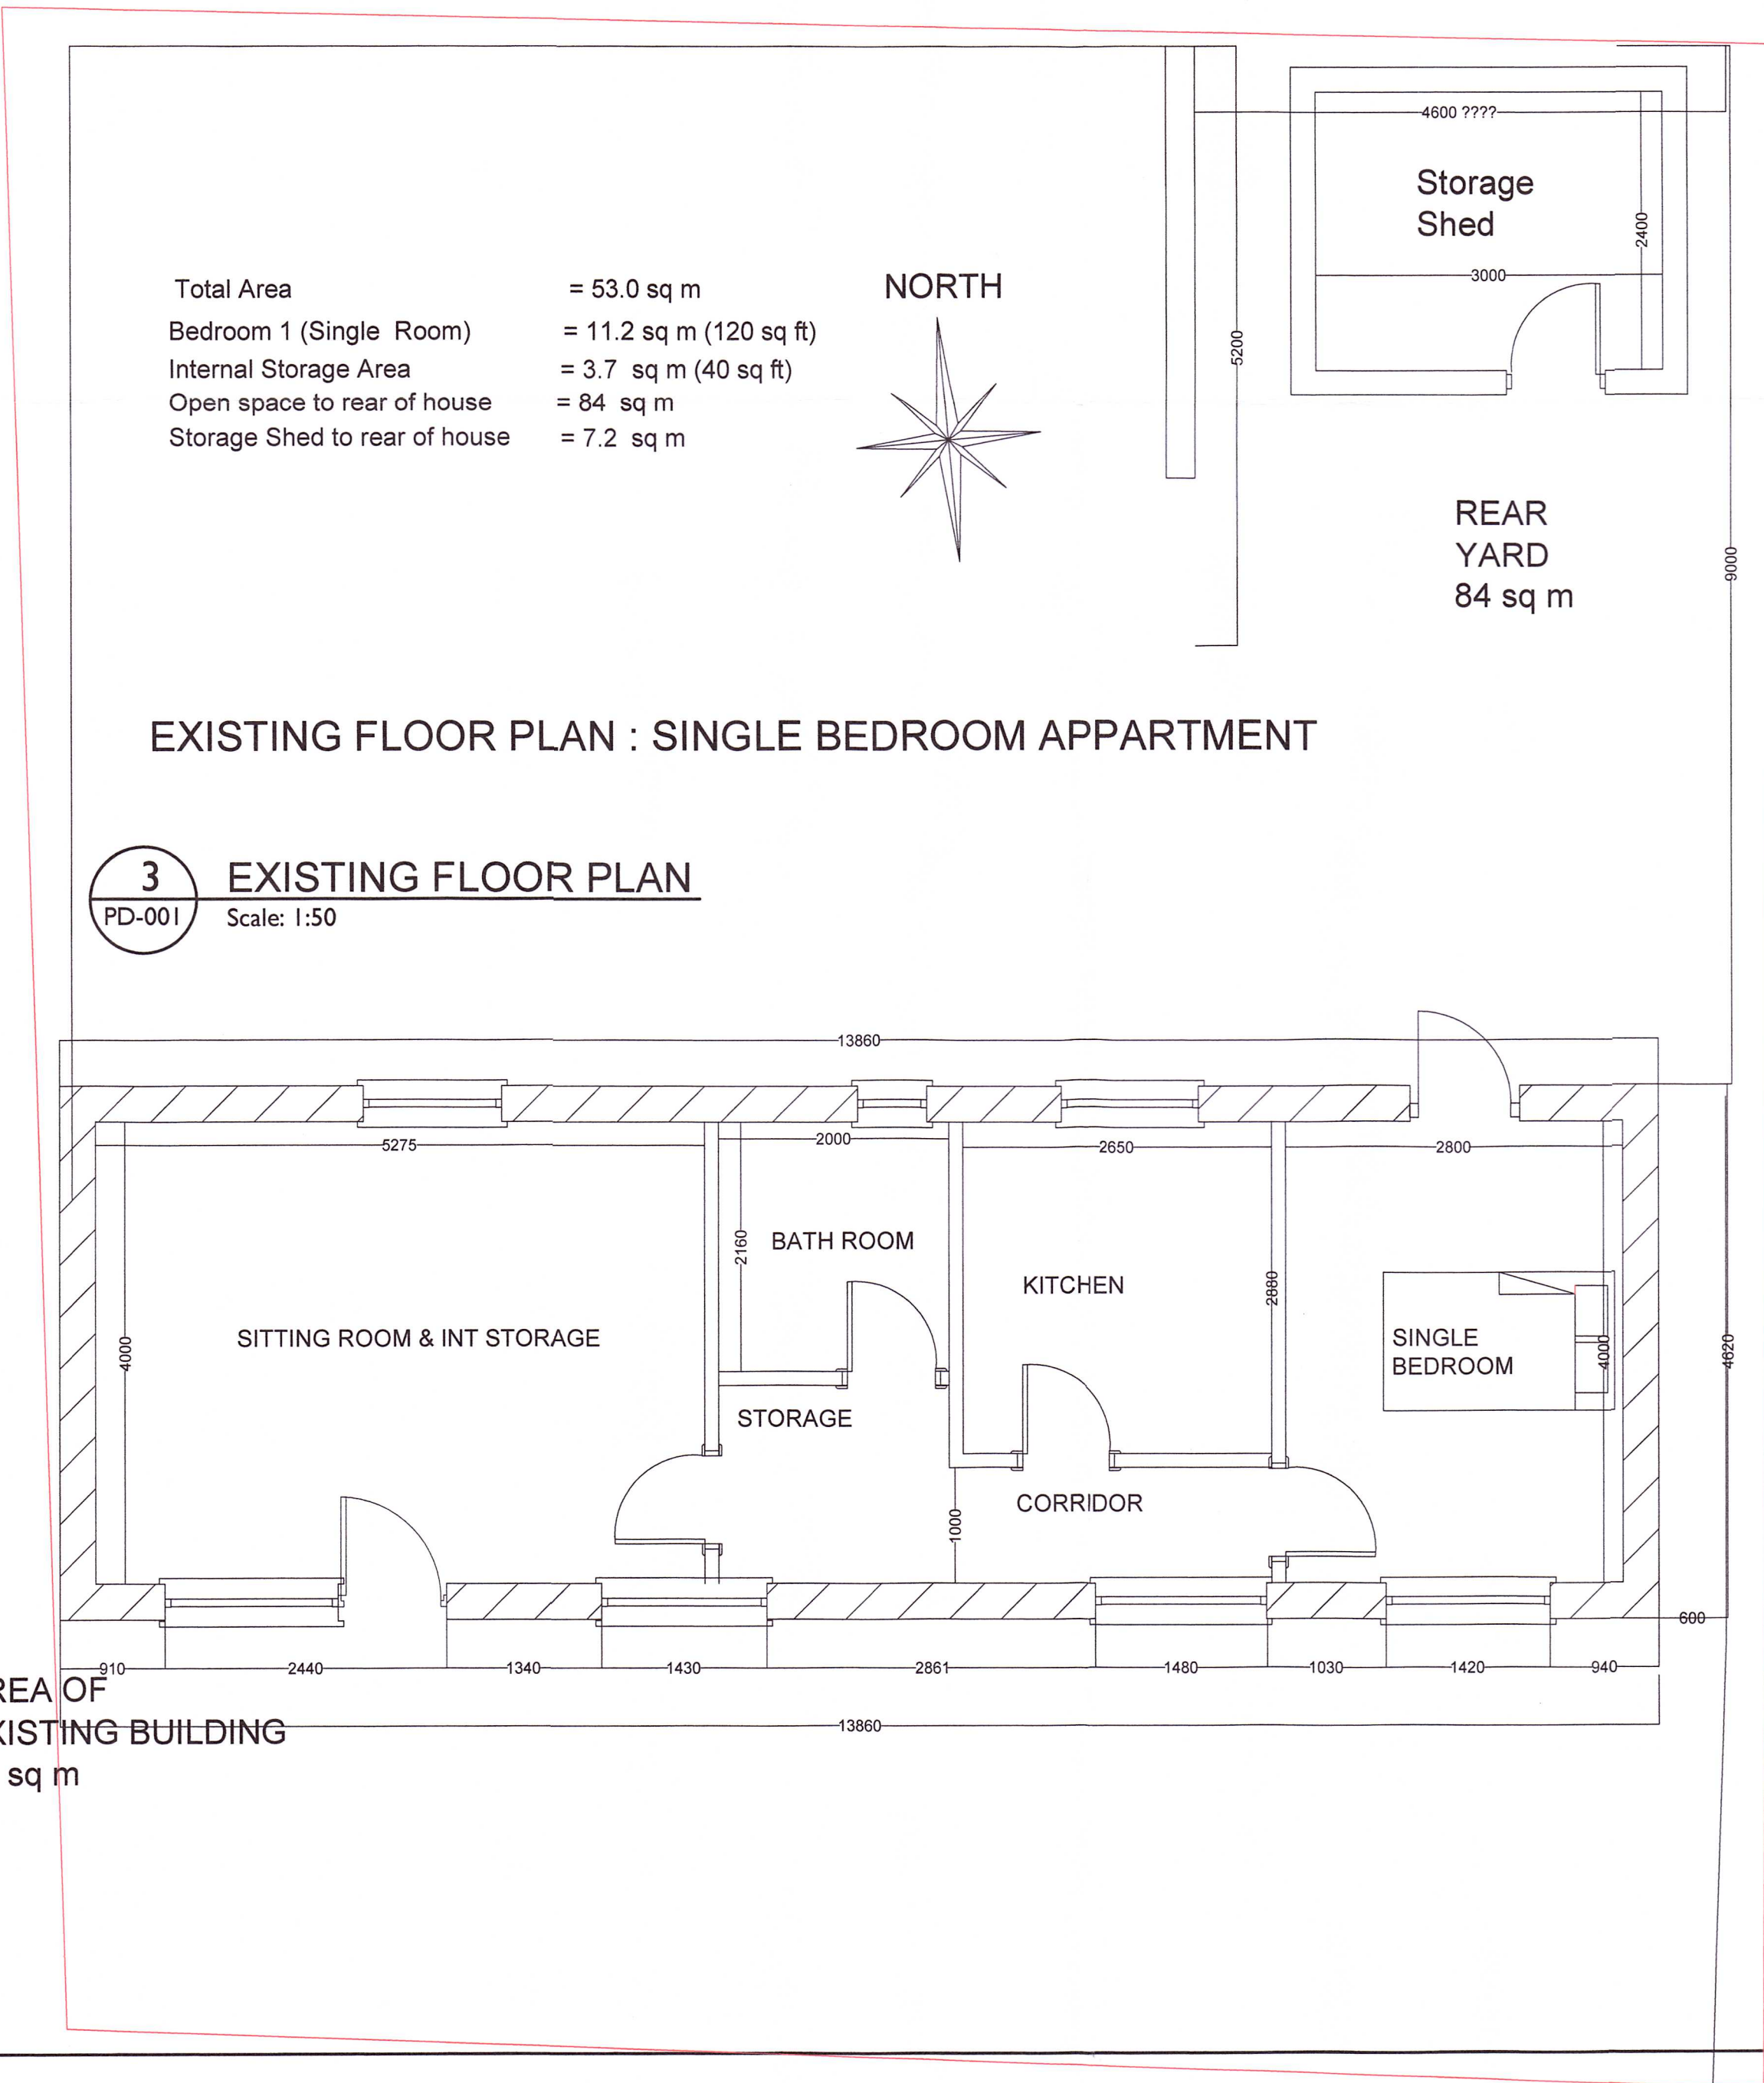 4600 ????
Storage
Shed
2400
3000
Total Area = 53.0 sq m
Bedroom 1 (Single Room) = 11.2 sq m (120 sq ft)
Internal Storage Area = 3.7 sq m (40 sq ft)
Open space to rear of house = 84 sq m
Storage Shed to rear of house = 7.2 sq m
NORTH
5200
REAR
YARD
84 sq m
9000
EXISTING FLOOR PLAN : SINGLE BEDROOM APPARTMENT
3
PD-001
EXISTING FLOOR PLAN
Scale: 1:50
13860
5275
2000
2650
2800
2160
BATH ROOM
KITCHEN
2880
4000
SITTING ROOM & INT STORAGE
SINGLE
BEDROOM
4000
4620
STORAGE
CORRIDOR
1000
600
910
2440
1340
1430
2861
1480
1030
1420
940
REA OF
XISTING BUILDING
sq m
13860